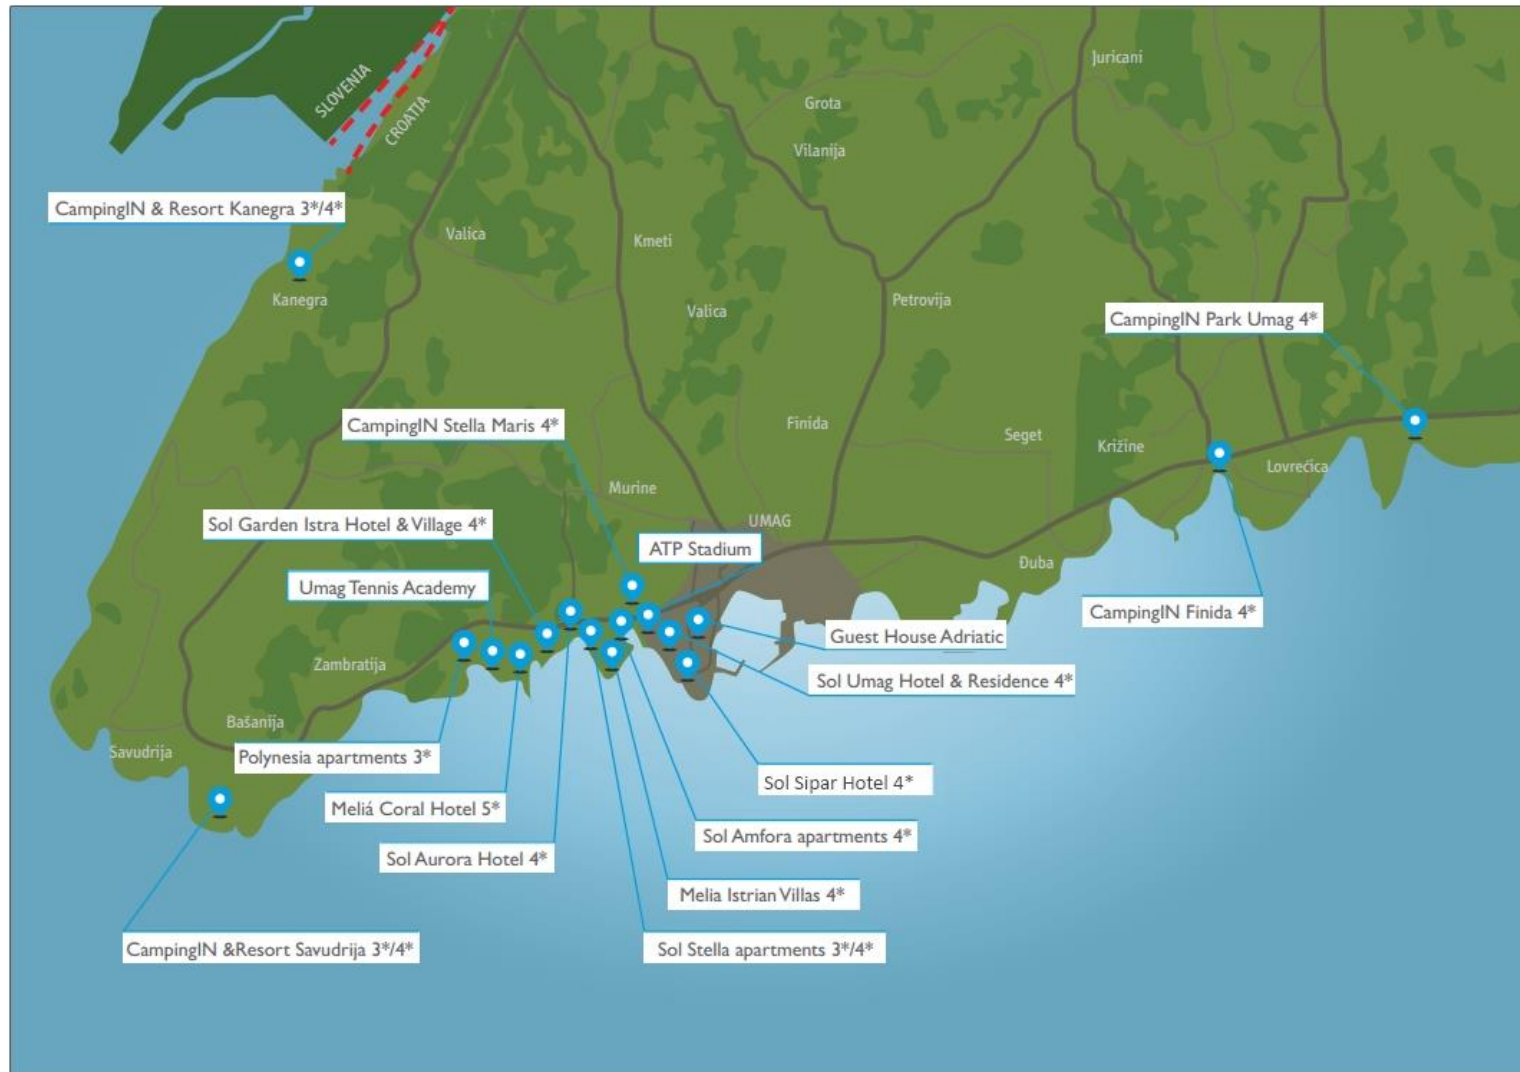 SLOVENIA
CROATIA
Juricani
Grota
Vilanija
CampingIN & Resort Kanegra 3*/4*
Valica
Kmeti
Kanegra
Petrovija
Valica
CampingIN Park Umag 4*
CampingIN Stella Maris 4*
Finida
Seget
Križine
Lovrećica
Murine
Sol Garden Istra Hotel & Village 4*
UMAG
ATP Stadium
Đuba
Umag Tennis Academy
CampingIN Finida 4*
Guest House Adriatic
Zambratija
Sol Umag Hotel & Residence 4*
Bašanija
Savudrija
Polynesia apartments 3*
Sol Sipar Hotel 4*
Meliá Coral Hotel 5*
Sol Amfora apartments 4*
Sol Aurora Hotel 4*
Melia Istrian Villas 4*
CampingIN &Resort Savudrija 3*/4*
Sol Stella apartments 3*/4*